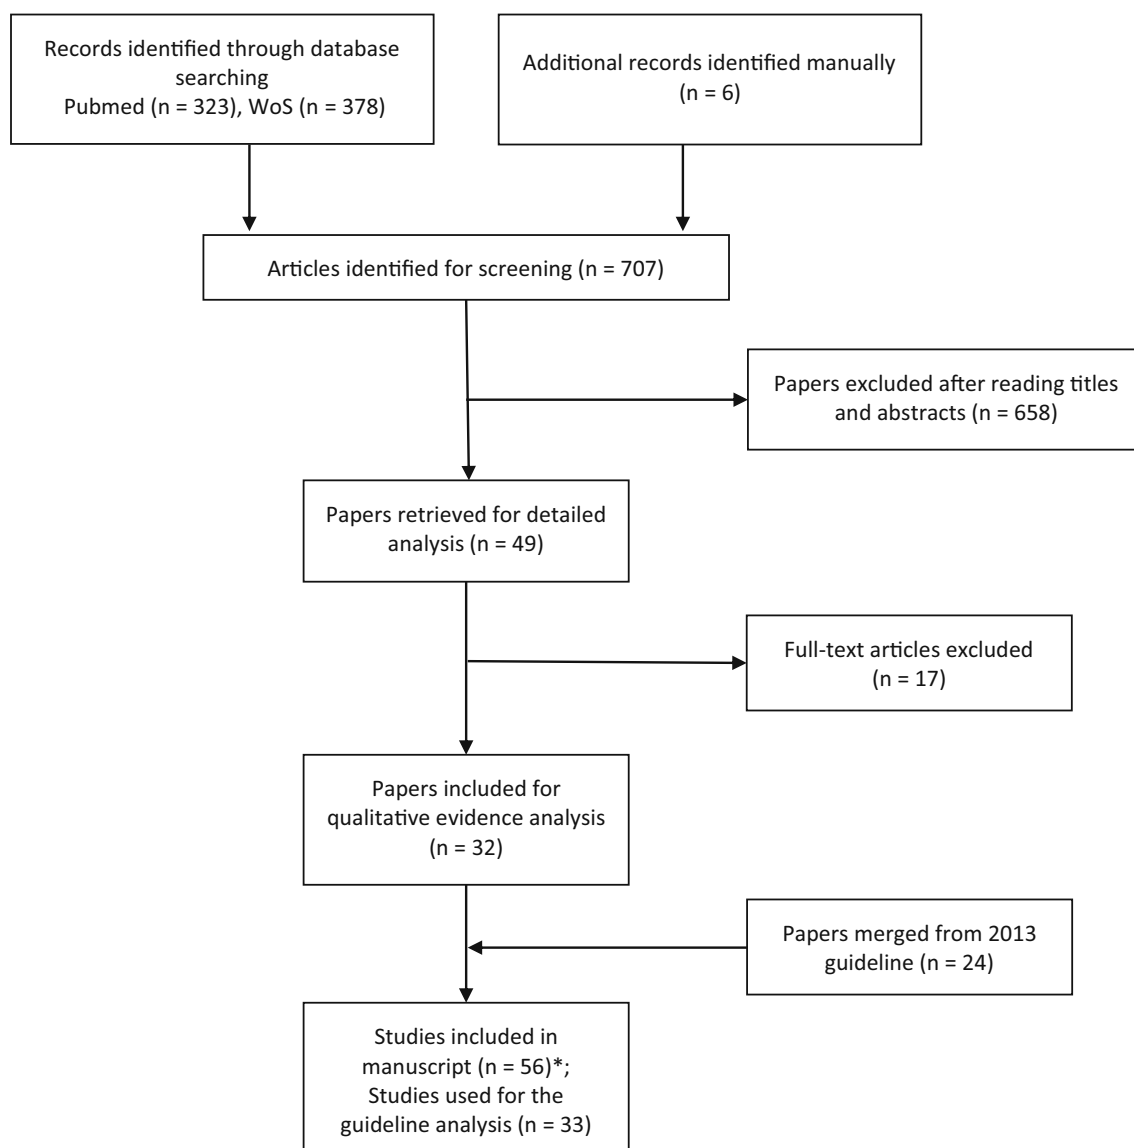 Records identified through database
searching
Pubmed (n = 323), WoS (n = 378)
Additional records identified manually
(n = 6)
Articles identified for screening (n = 707)
Papers excluded after reading titles
and abstracts (n = 658)
Papers retrieved for detailed
analysis (n = 49)
Full-text articles excluded
(n = 17)
Papers included for
qualitative evidence analysis
(n = 32)
Papers merged from 2013
guideline (n = 24)
Studies included in
manuscript (n = 56)*;
Studies used for the
guideline analysis (n = 33)